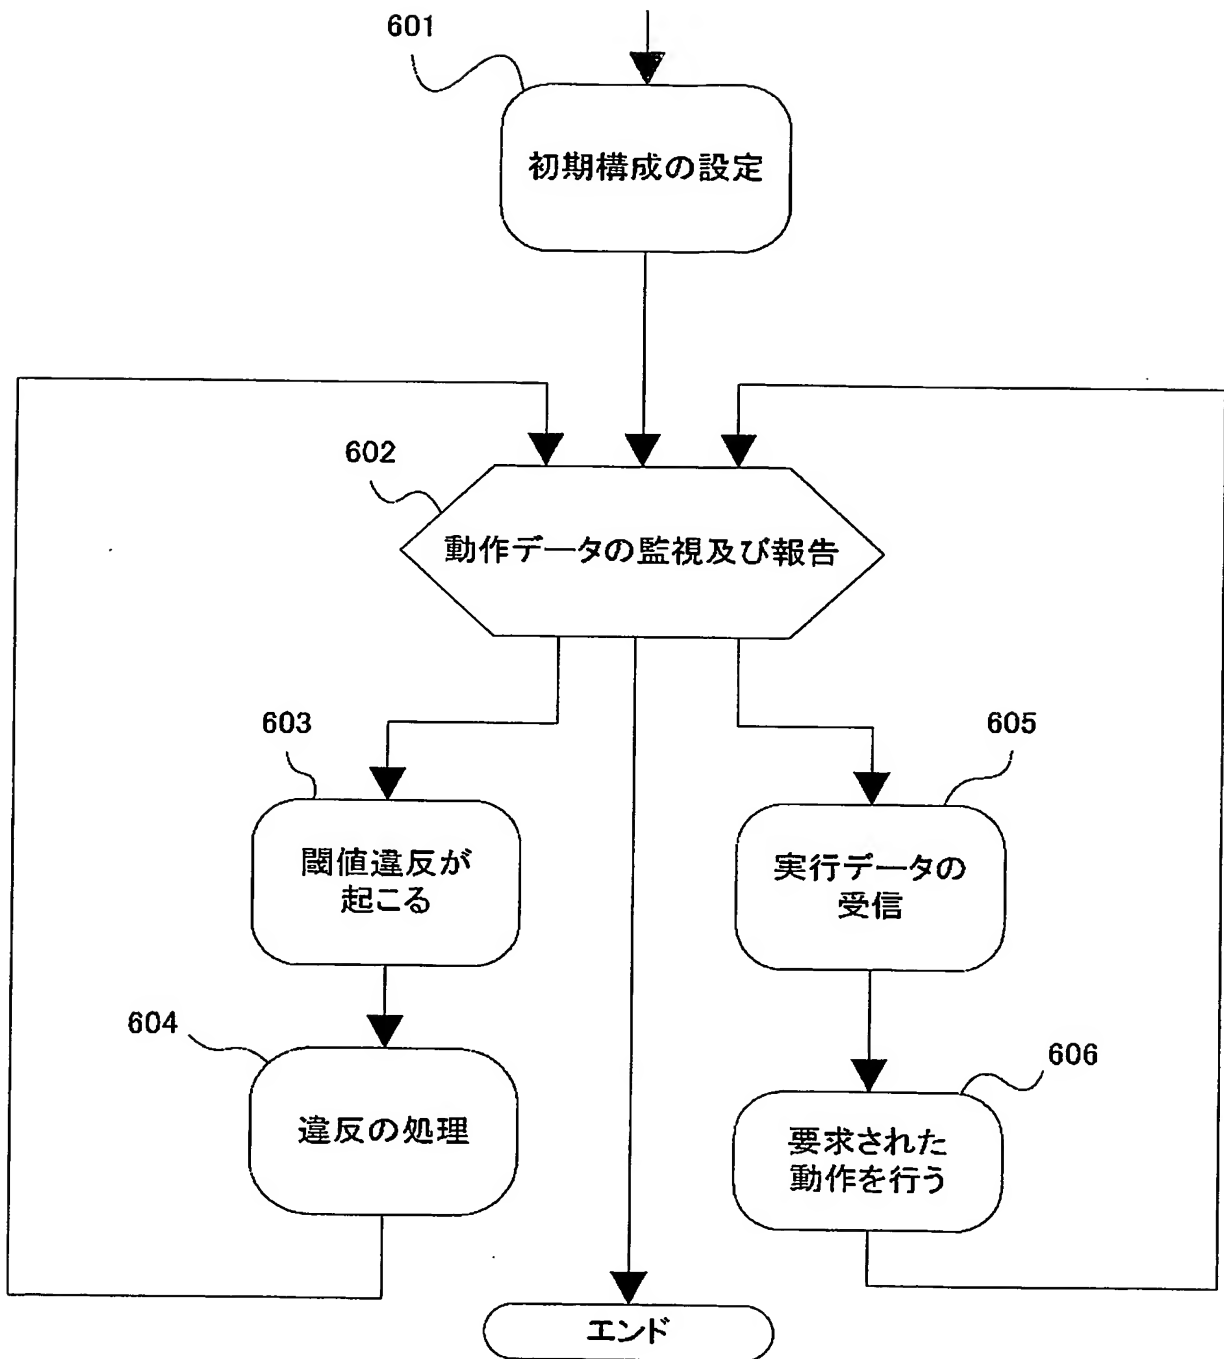 601
初期構成の設定
602
動作データの監視及び報告
603
閾値違反が
起こる
604
違反の処理
605
実行データの
受信
606
要求された
動作を行う
エンド